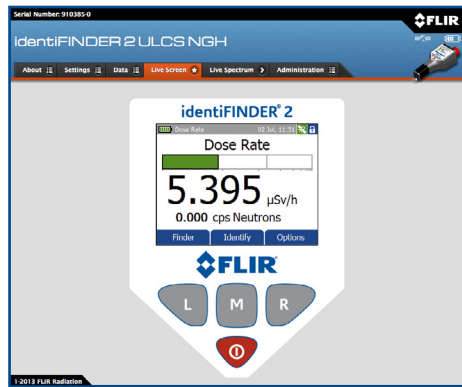 Serial Number: 910385-0
FLIR
identiFINDER 2 ULCS NGH
About Settings Data Live Screen Live Spectrum Administration
identiFINDER® 2
Dose Rate 02 Jul, 11:51
Dose Rate
5.395 μSv/h
0.000 cps Neutrons
Finder Identify Options
FLIR
L M R
1-2013 FLIR Radiation